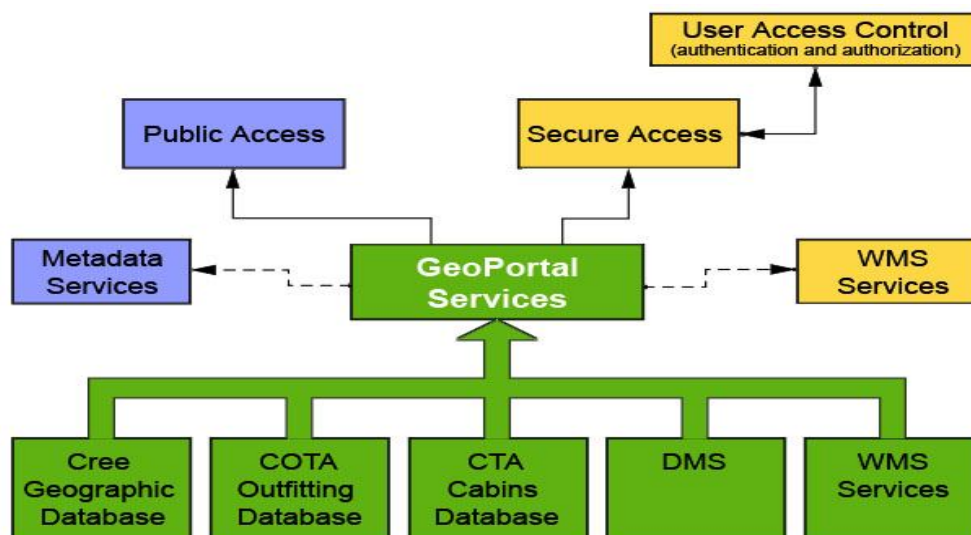 User Access Control
(authentication and authorization)
Public Access
Secure Access
Metadata
Services
GeoPortal
Services
WMS
Services
Cree
Geographic
Database
COTA
Outfitting
Database
CTA
Cabins
Database
DMS
WMS
Services